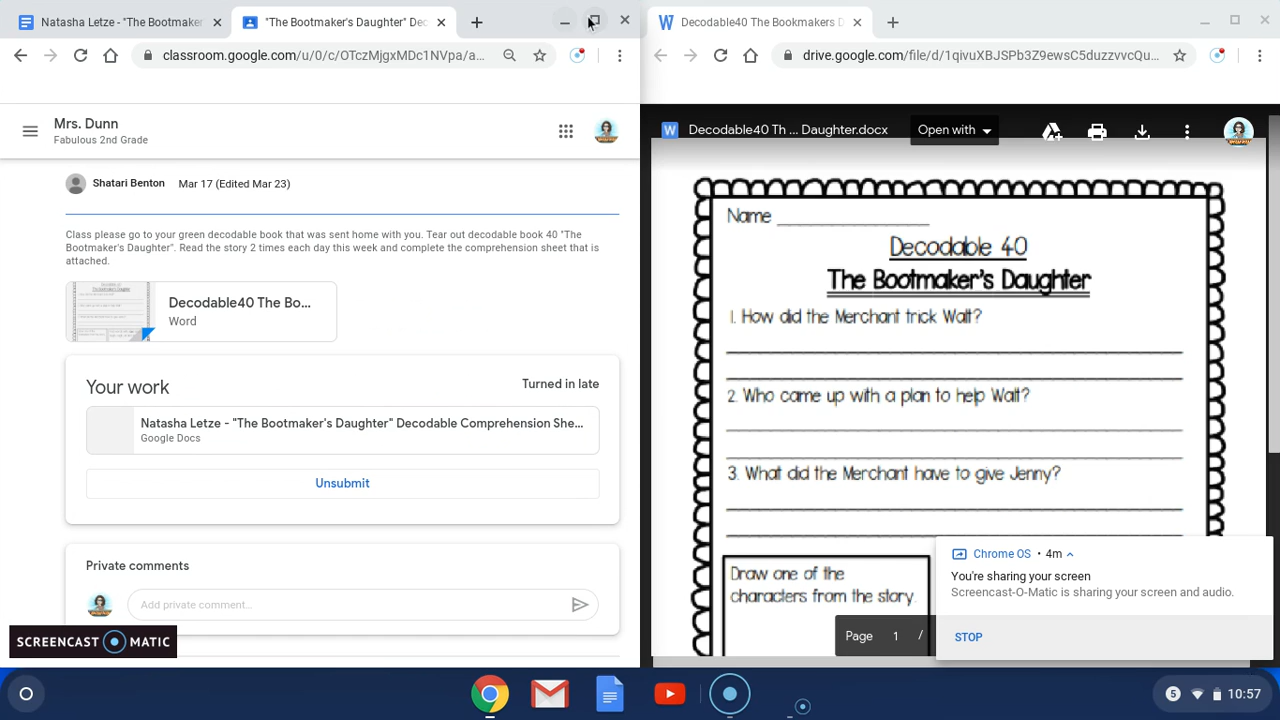 Natasha Letze - "The Bootmaker
"The Bootmaker's Daughter" Dec
classroom.google.com/u/0/c/OTczMjgxMDc1NVpa/a...
Mrs. Dunn
Fabulous 2nd Grade
Shatari Benton Mar 17 (Edited Mar 23)
Class please go to your green decodable book that was sent home with you. Tear out decodable book 40 "The
Bootmaker's Daughter". Read the story 2 times each day this week and complete the comprehension sheet that is
attached.
Decodable40 The Bo...
Word
Your work
Turned in late
Natasha Letze - "The Bootmaker's Daughter" Decodable Comprehension She...
Google Docs
Unsubmit
Private comments
Add private comment...
SCREENCAST MATIC
Decodable40 The Bookmakers D
drive.google.com/file/d/1qivuXBJSPb3Z9ewsC5duzzvvcQu...
W Decodable40 Th ... Daughter.docx
Open with
Name
Decodable 40
The Bootmaker's Daughter
1. How did the Merchant trick Walt?
2. Who came up with a plan to help Walt?
3. What did the Merchant have to give Jenny?
Draw one of the
characters from the story.
Page 1 /
Chrome OS • 4m
You're sharing your screen
Screencast-O-Matic is sharing your screen and audio.
STOP
5 10:57